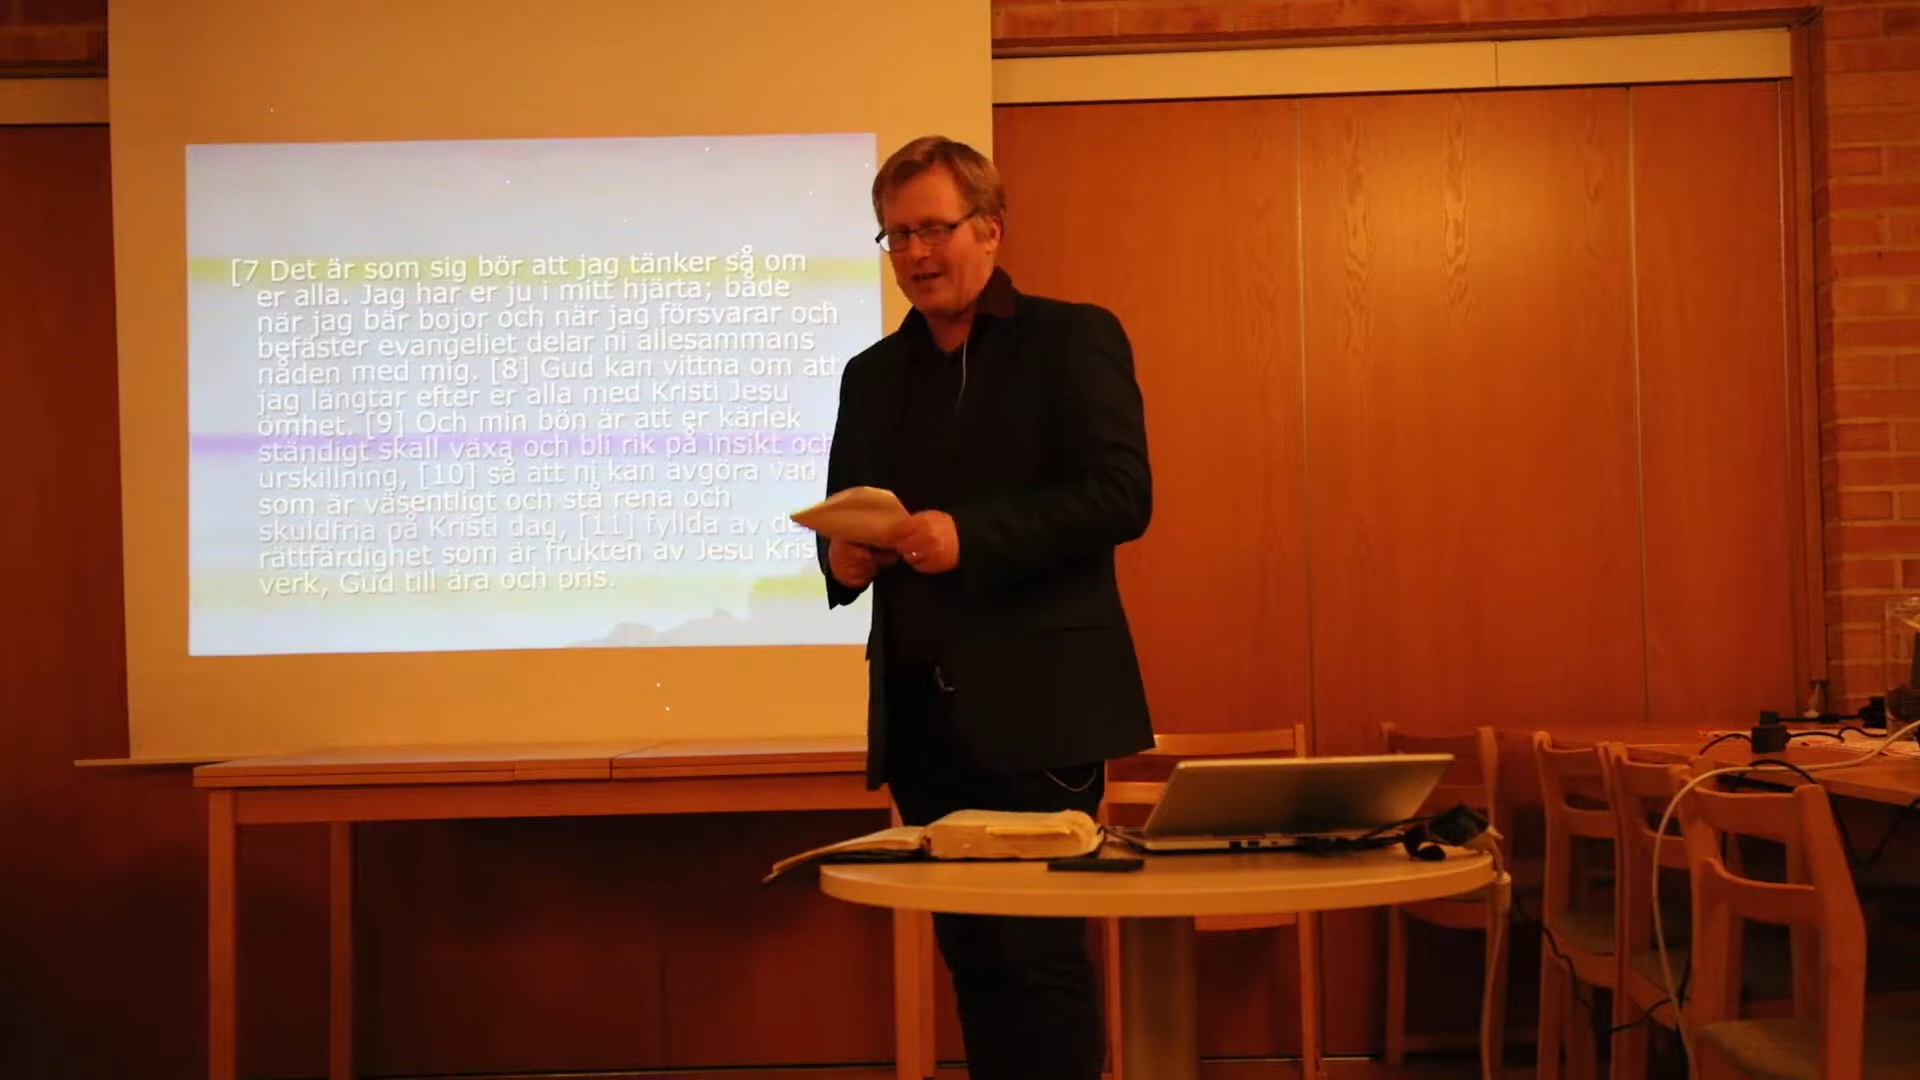 [7 Det är som sig bör att jag tänker så om
er alla. Jag har er ju i mitt hjärta; både
när jag bär bojor och när jag försvarar och
befäster evangeliet delar ni allesammans
nåden med mig. [8] Gud kan vittna om att
jag längtar efter er alla med Kristi Jesu
ömhet. [9] Och min bön är att er kärlek
ständigt skall växa och bli rik på insikt och
urskillning, [10] så att ni kan avgöra vad
som är väsentligt och stå rena och
skuldfria på Kristi dag, [11] fyllda av
rättfärdighet som är frukten av Jesu
verk, Gud till ära och pris.